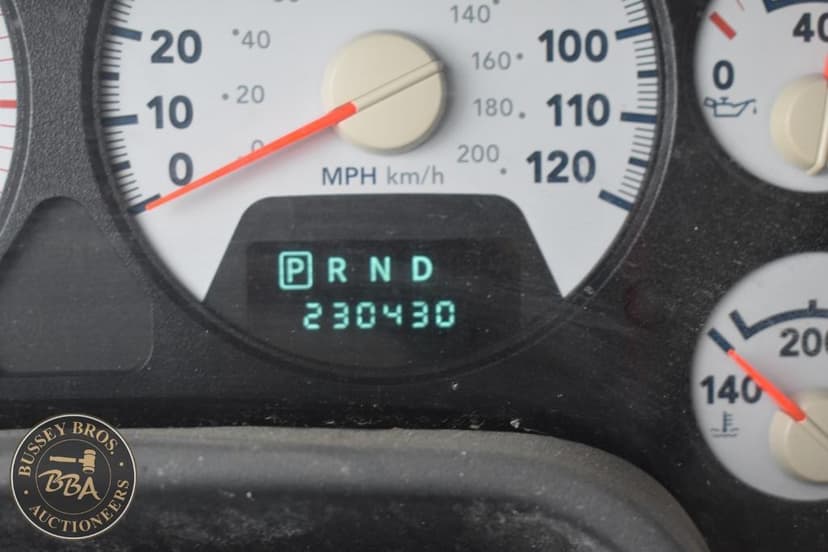 140
20 40 160 100
10 20 180 110
0 0 200 120
MPH km/h
P R N D
230430
0
200
140
BUSSEY BROS.
BBA
AUCTIONEERS